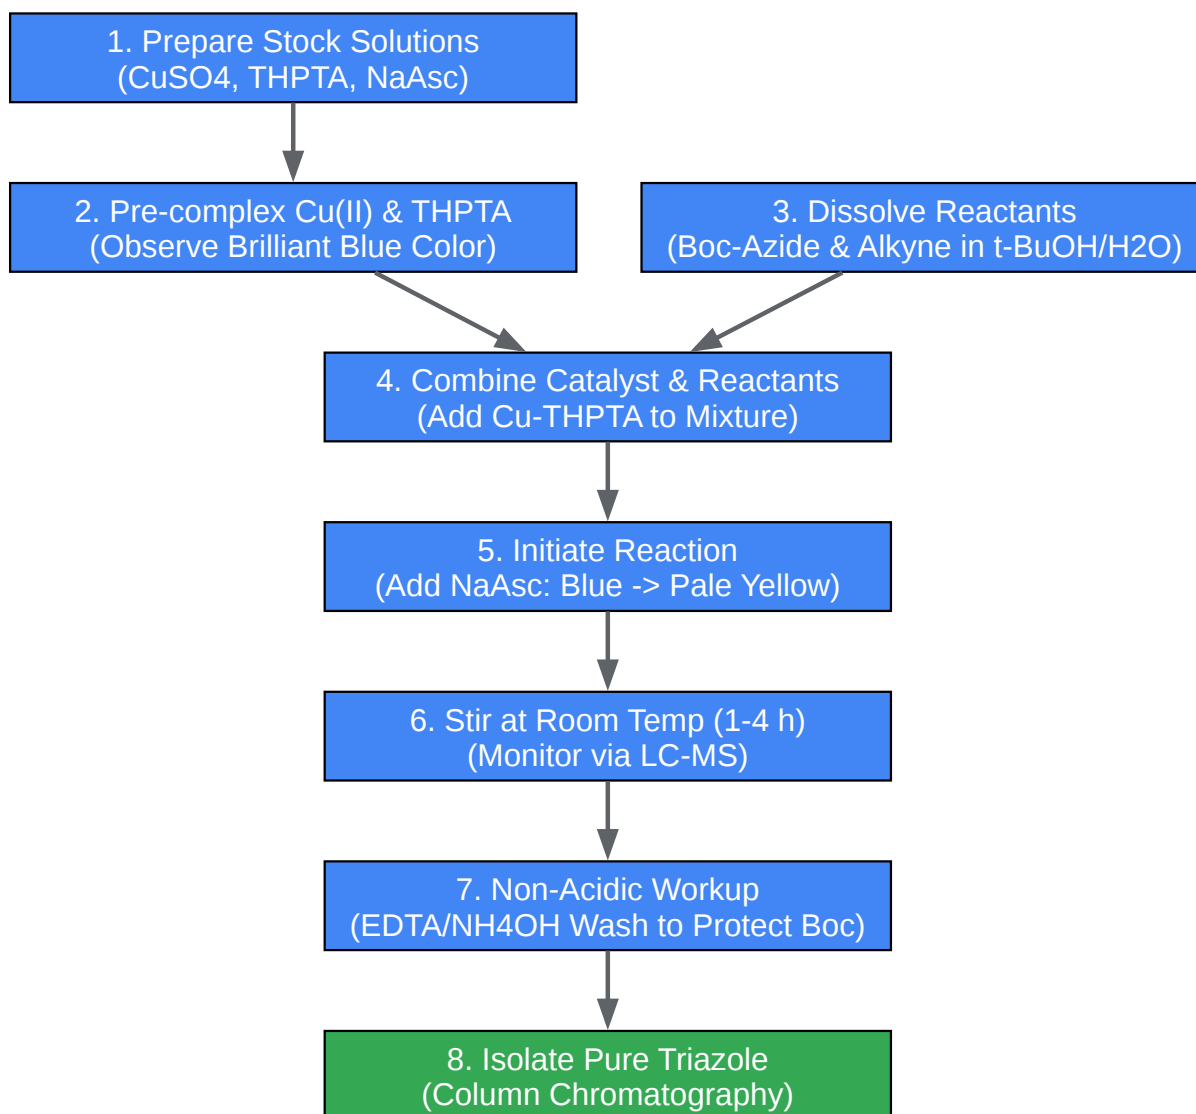 1. Prepare Stock Solutions
(CuSO4, THPTA, NaAsc)
2. Pre-complex Cu(II) & THPTA
(Observe Brilliant Blue Color)
3. Dissolve Reactants
(Boc-Azide & Alkyne in t-BuOH/H2O)
4. Combine Catalyst & Reactants
(Add Cu-THPTA to Mixture)
5. Initiate Reaction
(Add NaAsc: Blue -> Pale Yellow)
6. Stir at Room Temp (1-4 h)
(Monitor via LC-MS)
7. Non-Acidic Workup
(EDTA/NH4OH Wash to Protect Boc)
8. Isolate Pure Triazole
(Column Chromatography)